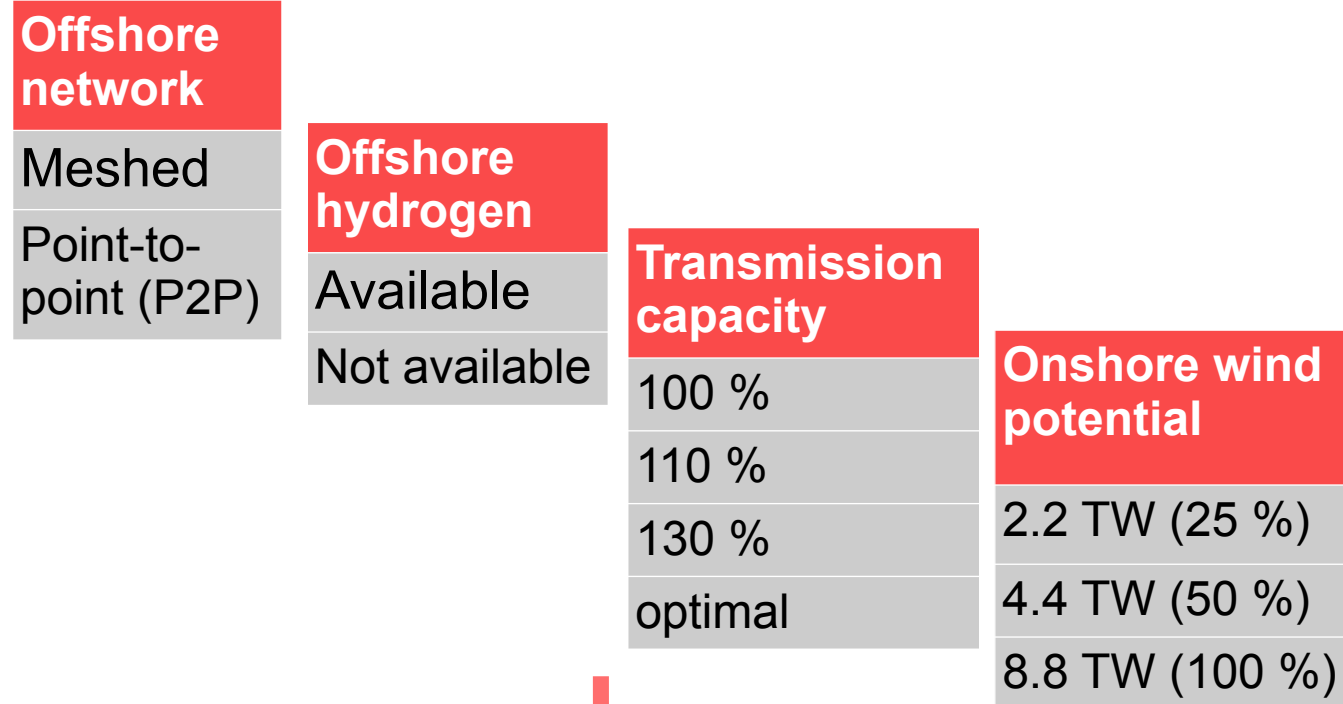 Offshore
network
Meshed
Point-to-
point (P2P)
Offshore
hydrogen
Available
Not available
Transmission
capacity
100 %
110 %
130 %
optimal
Onshore wind
potential
2.2 TW (25 %)
4.4 TW (50 %)
8.8 TW (100 %)